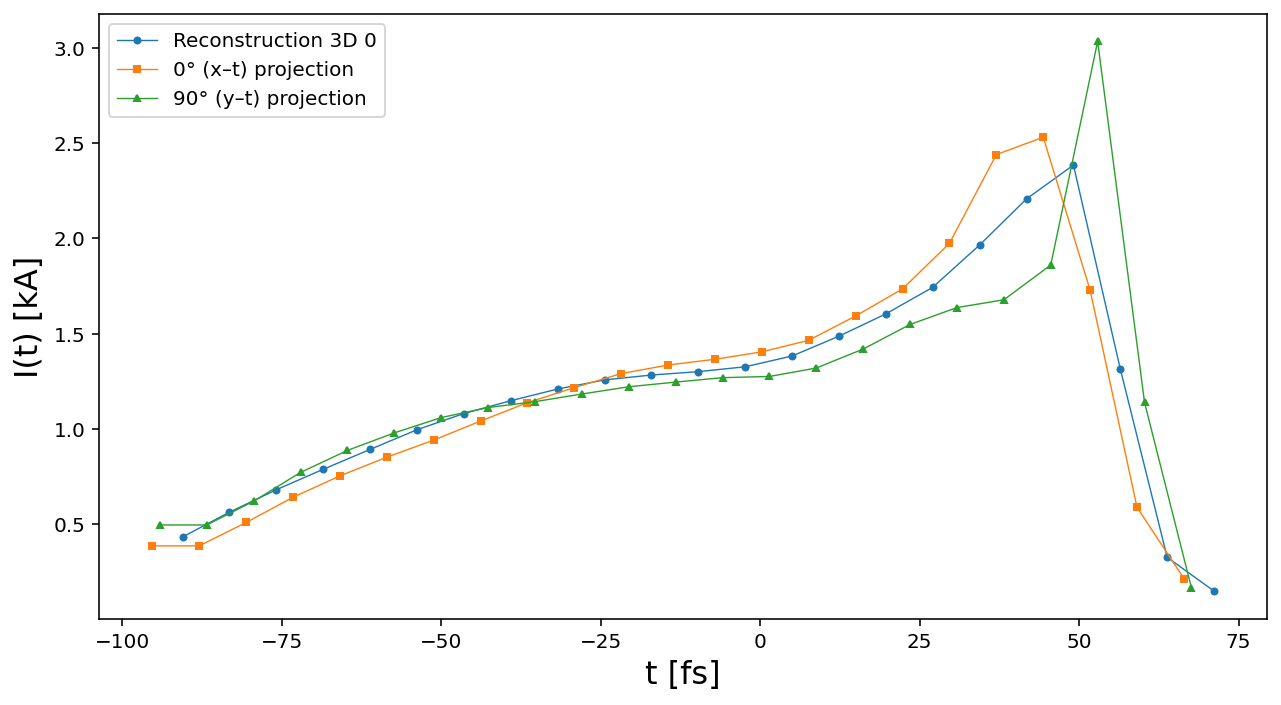 Reconstruction 3D 0
0° (x–t) projection
90° (y–t) projection
3.0
2.5
2.0
1.5
1.0
0.5
I(t) [kA]
−100
−75
−50
−25
0
25
50
75
t [fs]